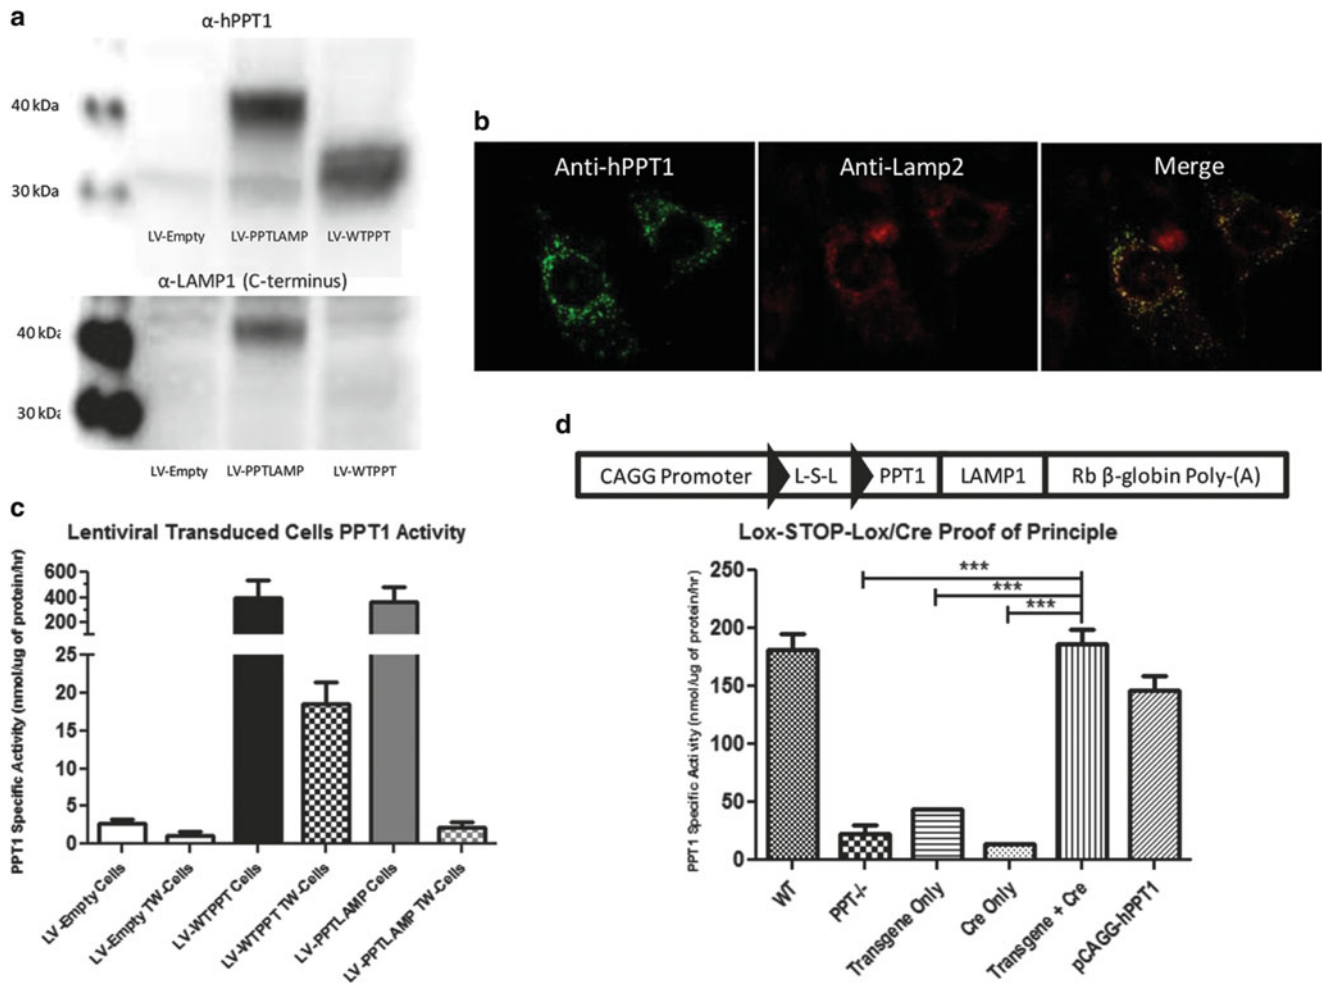 a
α-hPPT1
40 kDa
30 kDa
LV-Empty LV-PPTLAMP LV-WTPPT
α-LAMP1 (C-terminus)
40 kDa
30 kDa
LV-Empty LV-PPTLAMP LV-WTPPT
b
Anti-hPPT1 Anti-Lamp2 Merge
c
Lentiviral Transduced Cells PPT1 Activity
PPT1 Specific Activity (nmol/ug of protein/hr)
600
400
200
25
20
15
10
5
0
LV-Empty Cells
LV-Empty TW-Cells
LV-WTPPT Cells
LV-WTPPT TW-Cells
LV-PPTLAMP Cells
LV-PPTLAMP TW-Cells
d
CAGG Promoter L-S-L PPT1 LAMP1 Rb β-globin Poly-(A)
Lox-STOP-Lox/Cre Proof of Principle
PPT1 Specific Activity (nmol/ug of protein/hr)
250
200
150
100
50
0
***
***
***
WT
PPT-/-
Transgene Only
Cre Only
Transgene + Cre
pCAGG-hPPT1